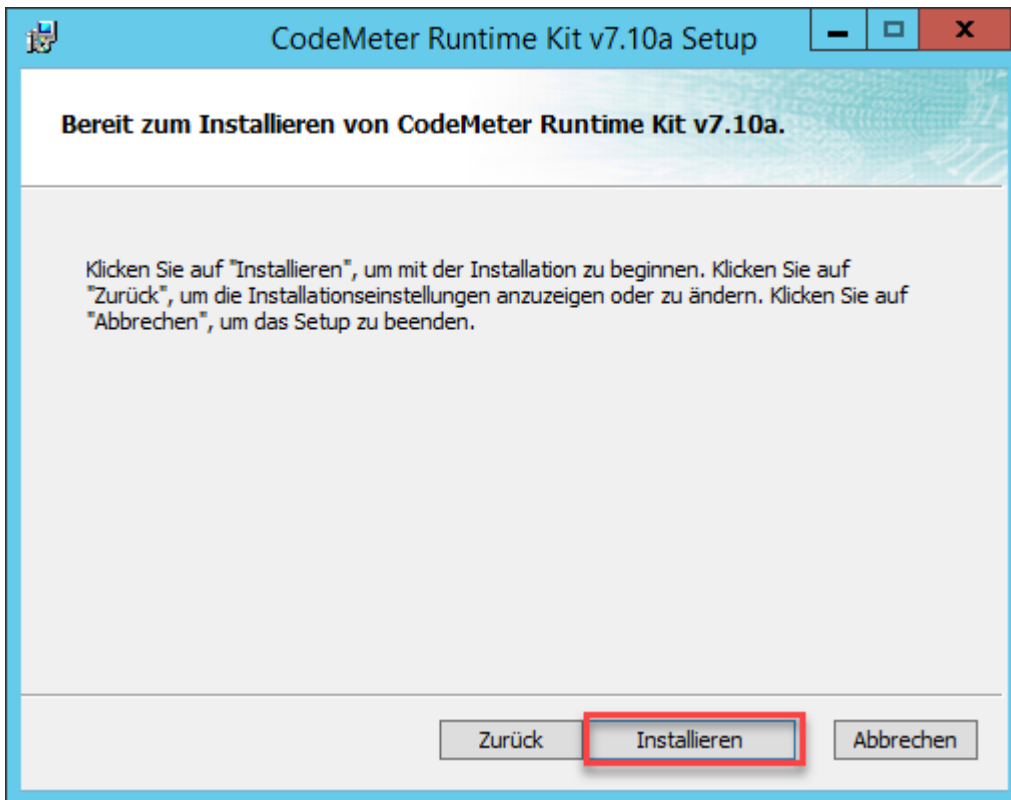 CodeMeter Runtime Kit v7.10a Setup
Bereit zum Installieren von CodeMeter Runtime Kit v7.10a.
Klicken Sie auf "Installieren", um mit der Installation zu beginnen. Klicken Sie auf
"Zurück", um die Installationseinstellungen anzuzeigen oder zu ändern. Klicken Sie auf
"Abbrechen", um das Setup zu beenden.
Zurück Installieren Abbrechen